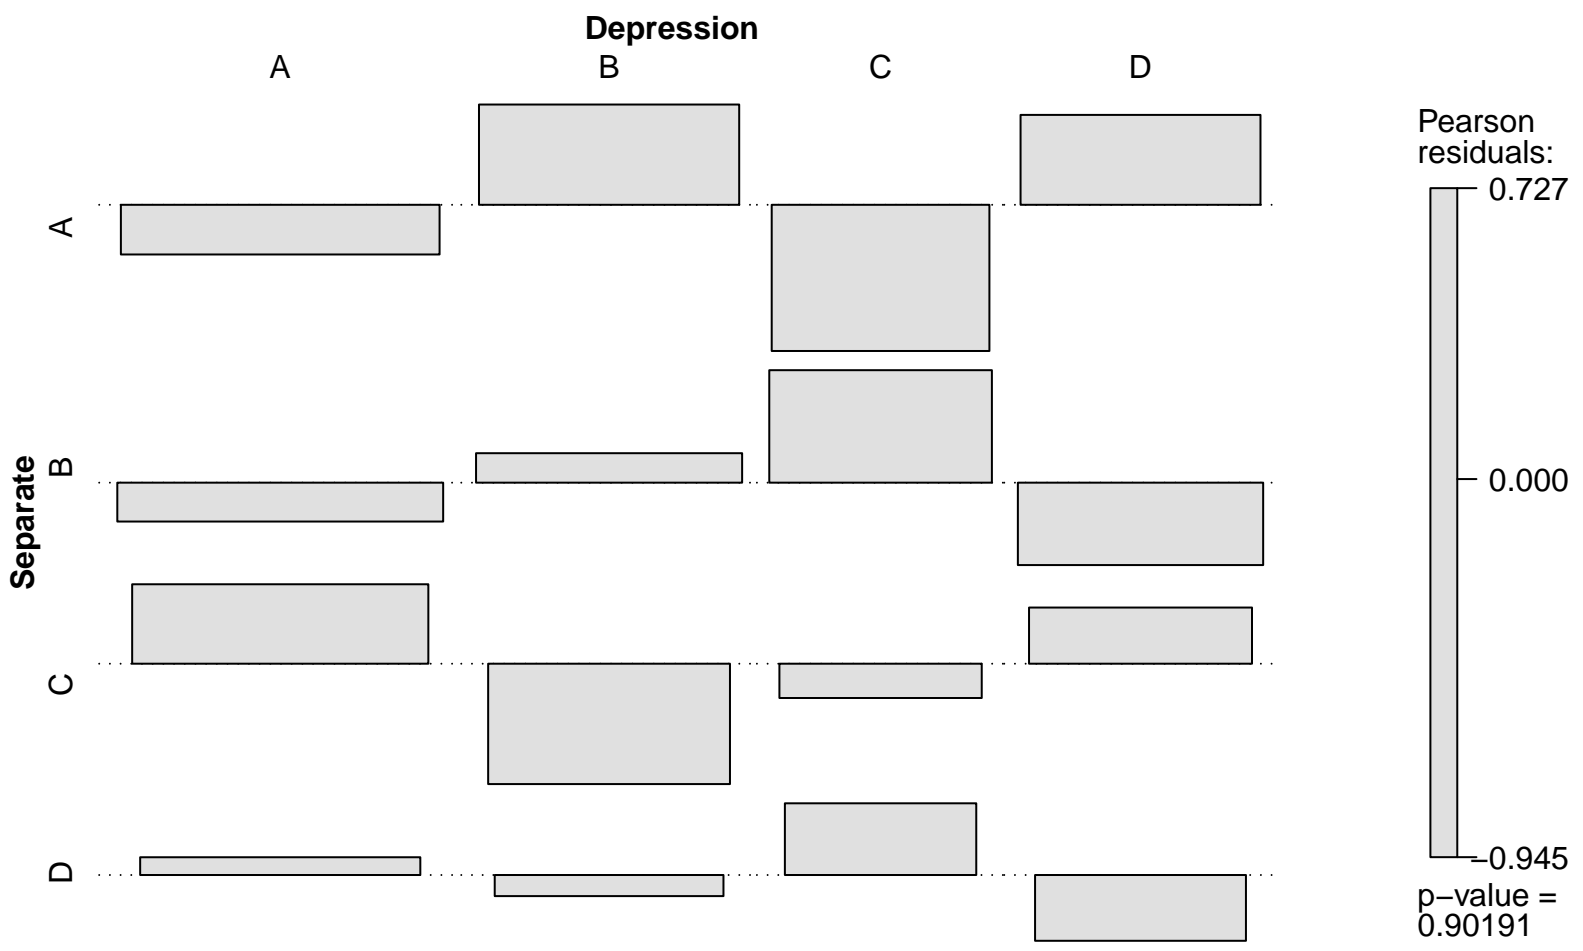 Depression
A B C D
Pearson
residuals:
0.727
A
B
Separate
0.000
C
D
−0.945
p−value =
0.90191